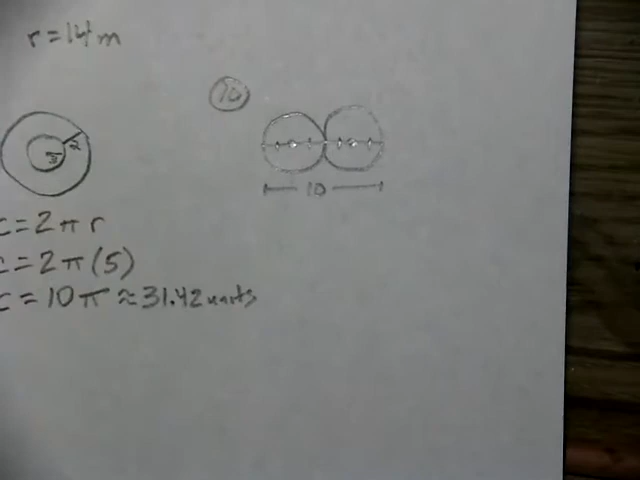 r = 14 m
10
3 2
10
C = 2 π r
C = 2 π (5)
C = 10 π ≈ 31.42 units